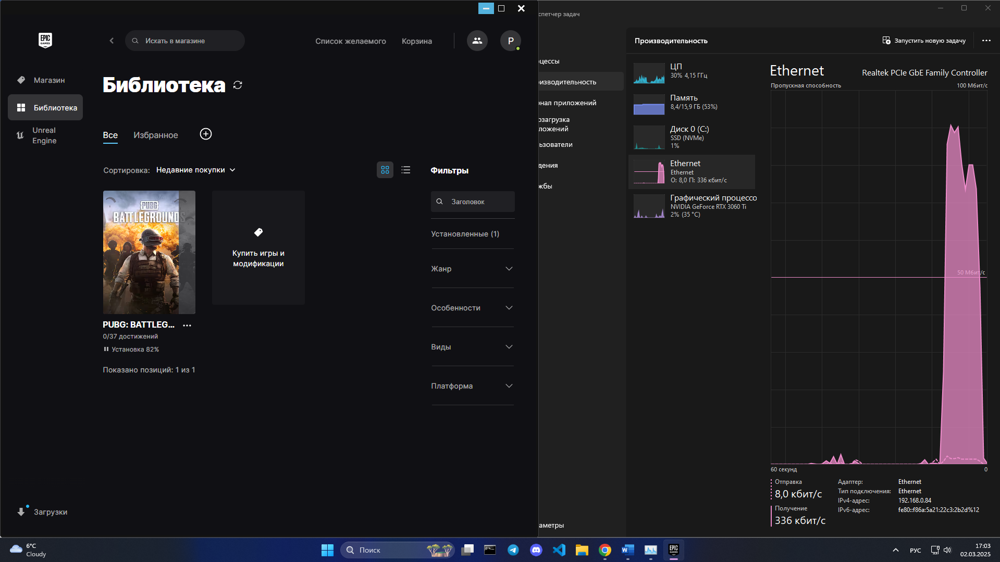 EPIC GAMES
Искать в магазине
Список желаемого
Корзина
P
Магазин
Библиотека
Unreal Engine
Библиотека
Все
Избранное
Сортировка: Недавние покупки
Фильтры
Заголовок
Установленные (1)
Жанр
Особенности
Виды
Платформа
PUBG
BATTLEGROUNDS
Купить игры и
модификации
PUBG: BATTLEG...
0/37 достижений
Установка 82%
Показано позиций: 1 из 1
Загрузки
спетчер задач
Производительность
Запустить новую задачу
цессы
изводительность
нал приложений
озагрузка
ложений
ьзователи
дения
жбы
аметры
ЦП
30% 4,15 ГГц
Память
8,4/15,9 ГБ (53%)
Диск 0 (C:)
SSD (NVMe)
1%
Ethernet
Ethernet
О: 8,0 П: 336 кбит/с
Графический процессо
NVIDIA GeForce RTX 3060 Ti
2% (35 °C)
Ethernet
Realtek PCIe GbE Family Controller
Пропускная способность
100 Мбит/с
50 Мбит/с
60 секунд
0
Отправка
8,0 кбит/с
Получение
336 кбит/с
Адаптер: Ethernet
Тип подключения: Ethernet
IPv4-адрес: 192.168.0.84
IPv6-адрес: fe80::f86a:5a21:22c3:2b2d%12
6°C
Cloudy
Поиск
EPIC GAMES
РУС
17:03
02.03.2025